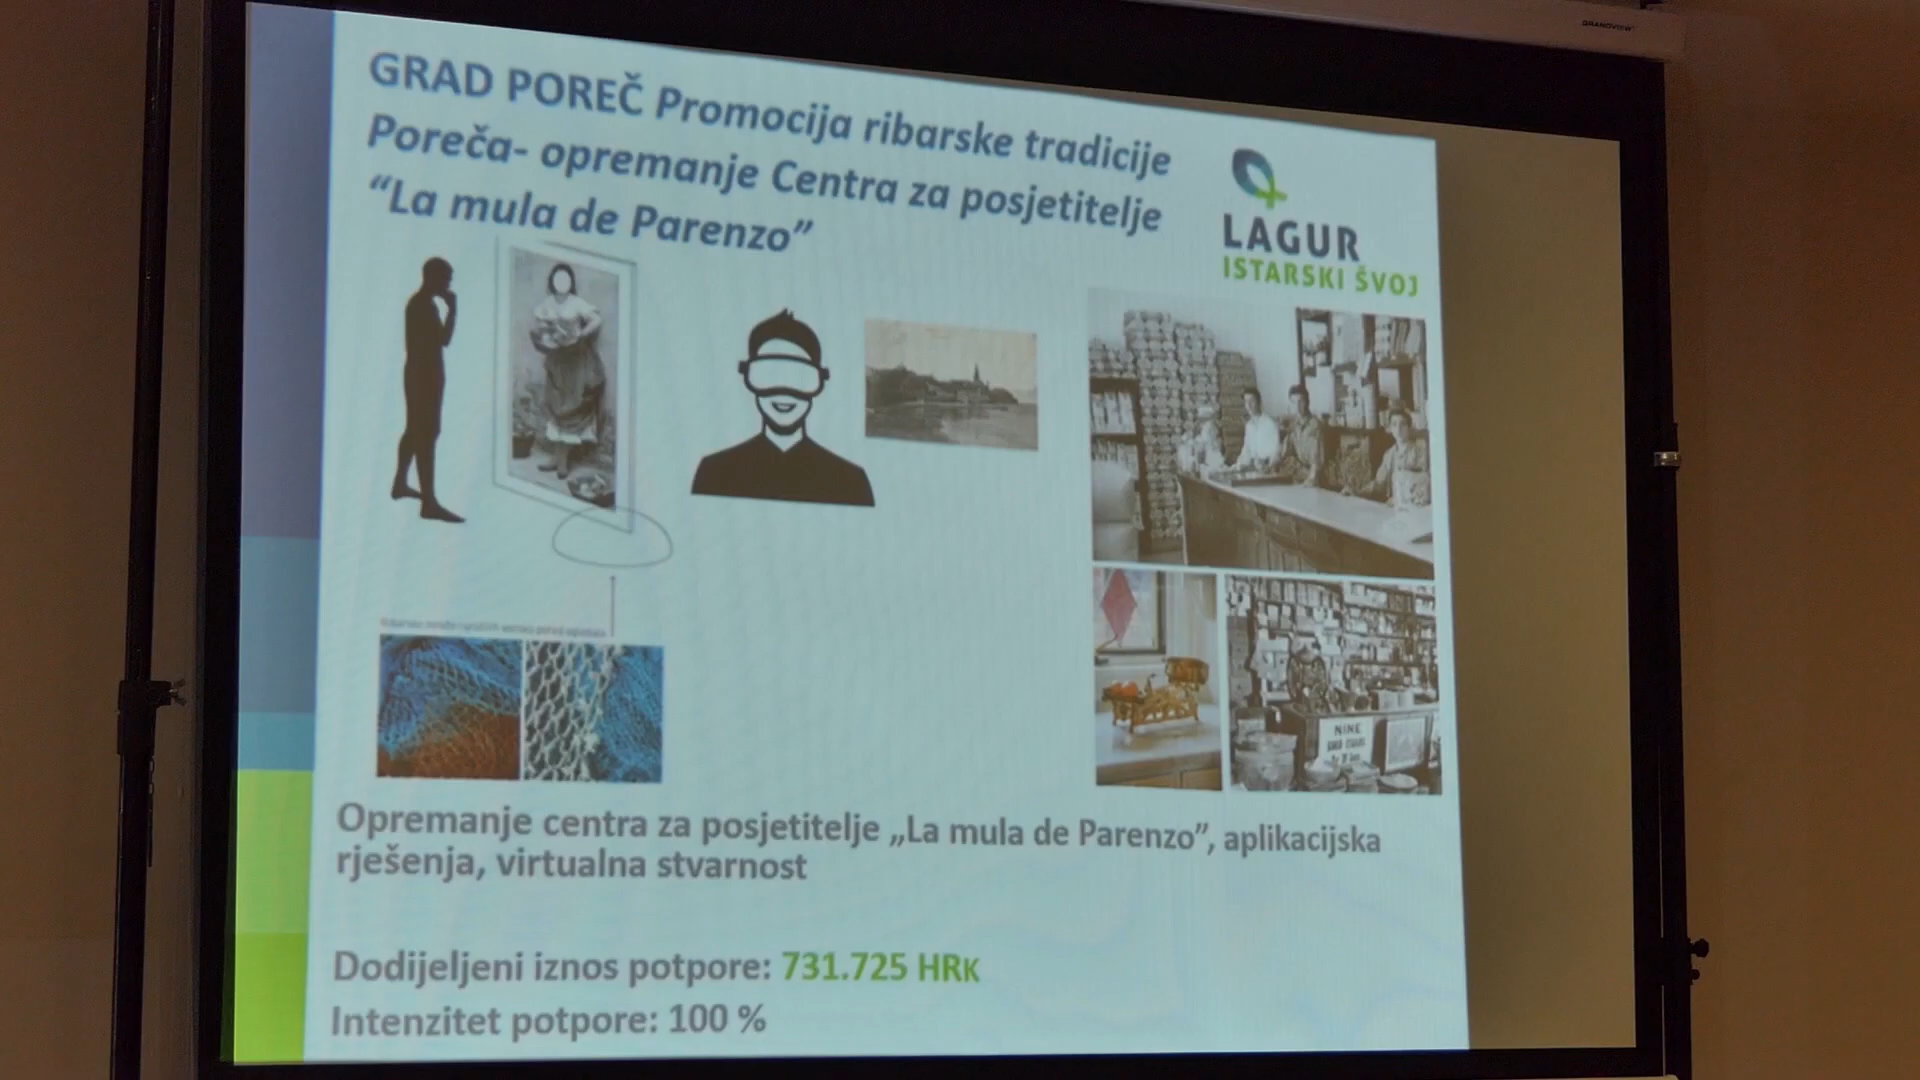 GRANDVIEW
GRAD POREČ Promocija ribarske tradicije
Poreča- opremanje Centra za posjetitelje
“La mula de Parenzo”
LAGUR
ISTARSKI ŠVOJ
NINE
Opremanje centra za posjetitelje „La mula de Parenzo”, aplikacijska
rješenja, virtualna stvarnost
Dodijeljeni iznos potpore: 731.725 HRK
Intenzitet potpore: 100 %